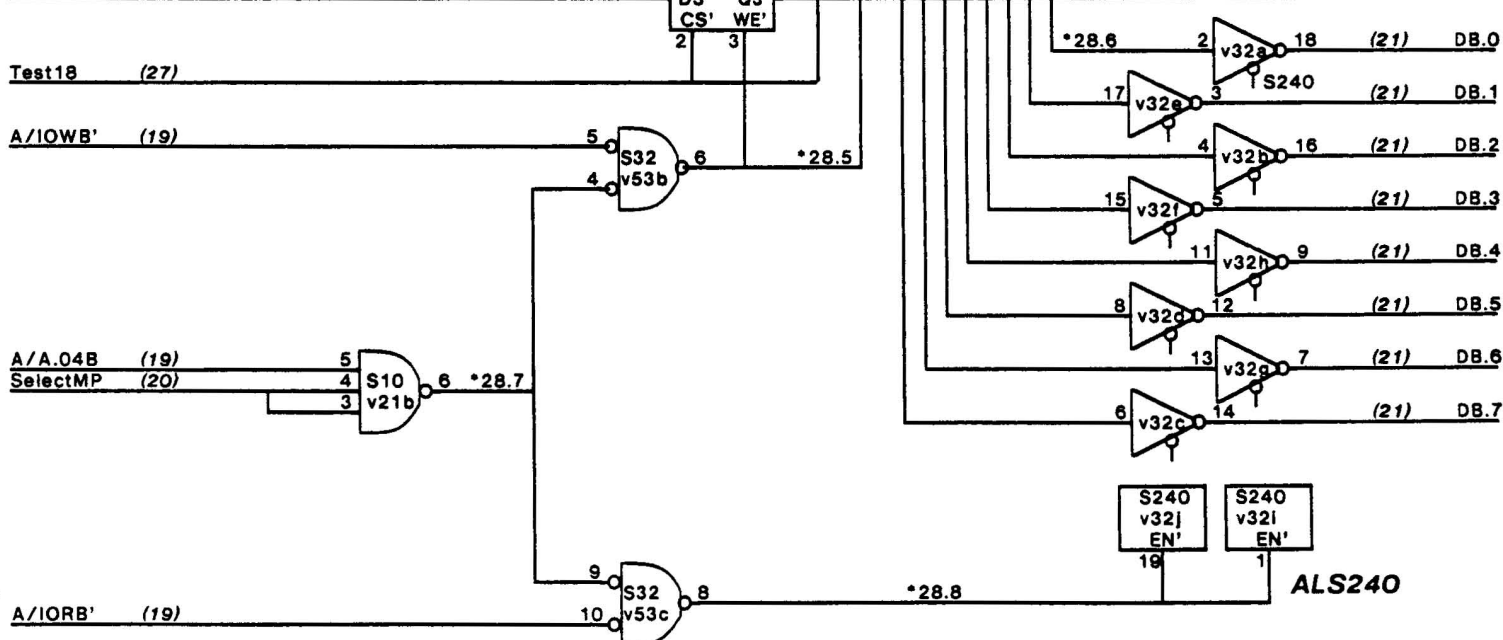 D3 Q3
CS' WE'
2 3
Test18 (27)
A/IOWB' (19)
5
S32
v53b
4
6
*28.5
A/A.04B (19)
SelectMP (20)
5
4
3
S10
v21b
6
*28.7
9
S32
v53c
10
8
*28.8
A/IORB' (19)
*28.6
2
v32a
18 (21) DB.0
S240
17
v32e
3 (21) DB.1
4
v32b
16 (21) DB.2
15
v32f
5 (21) DB.3
11
v32h
9 (21) DB.4
8
v32d
12 (21) DB.5
13
v32g
7 (21) DB.6
6
v32c
14 (21) DB.7
S240
v32j
EN'
19
S240
v32i
EN'
1
ALS240